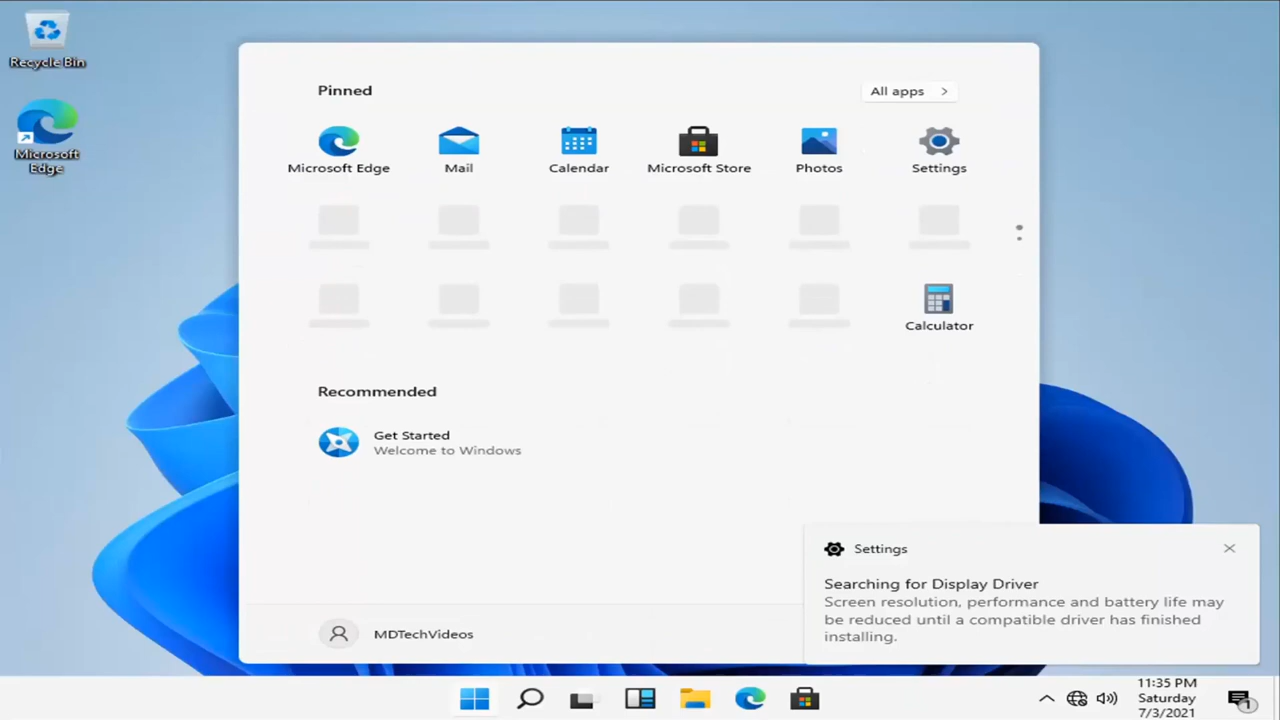 Recycle Bin
Microsoft
Edge
Pinned
All apps
Microsoft Edge
Mail
Calendar
Microsoft Store
Photos
Settings
Calculator
Recommended
Get Started
Welcome to Windows
MDTechVideos
Settings
Searching for Display Driver
Screen resolution, performance and battery life may
be reduced until a compatible driver has finished
installing.
11:35 PM
Saturday
7/3/2021
1